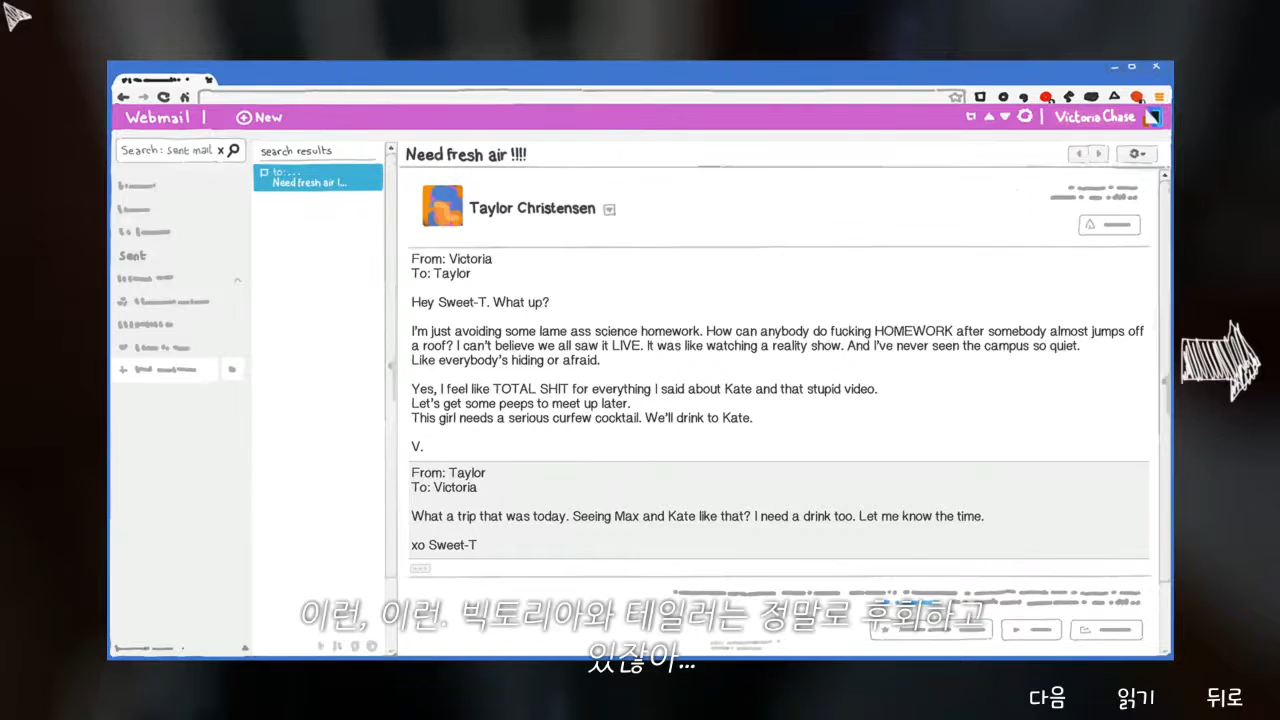 Webmail |
New
Victoria Chase
Search: sent mail x
search results
Need fresh air !!!!
to:...
Need fresh air !...
Taylor Christensen
Sent
From: Victoria
To: Taylor
Hey Sweet-T. What up?
I'm just avoiding some lame ass science homework. How can anybody do fucking HOMEWORK after somebody almost jumps off
a roof? I can't believe we all saw it LIVE. It was like watching a reality show. And I've never seen the campus so quiet.
Like everybody's hiding or afraid.
Yes, I feel like TOTAL SHIT for everything I said about Kate and that stupid video.
Let's get some peeps to meet up later.
This girl needs a serious curfew cocktail. We'll drink to Kate.
V.
From: Taylor
To: Victoria
What a trip that was today. Seeing Max and Kate like that? I need a drink too. Let me know the time.
xo Sweet-T
이런, 이런. 빅토리아와 테일러는 정말로 후회하고
있잖아...
다음 읽기 뒤로